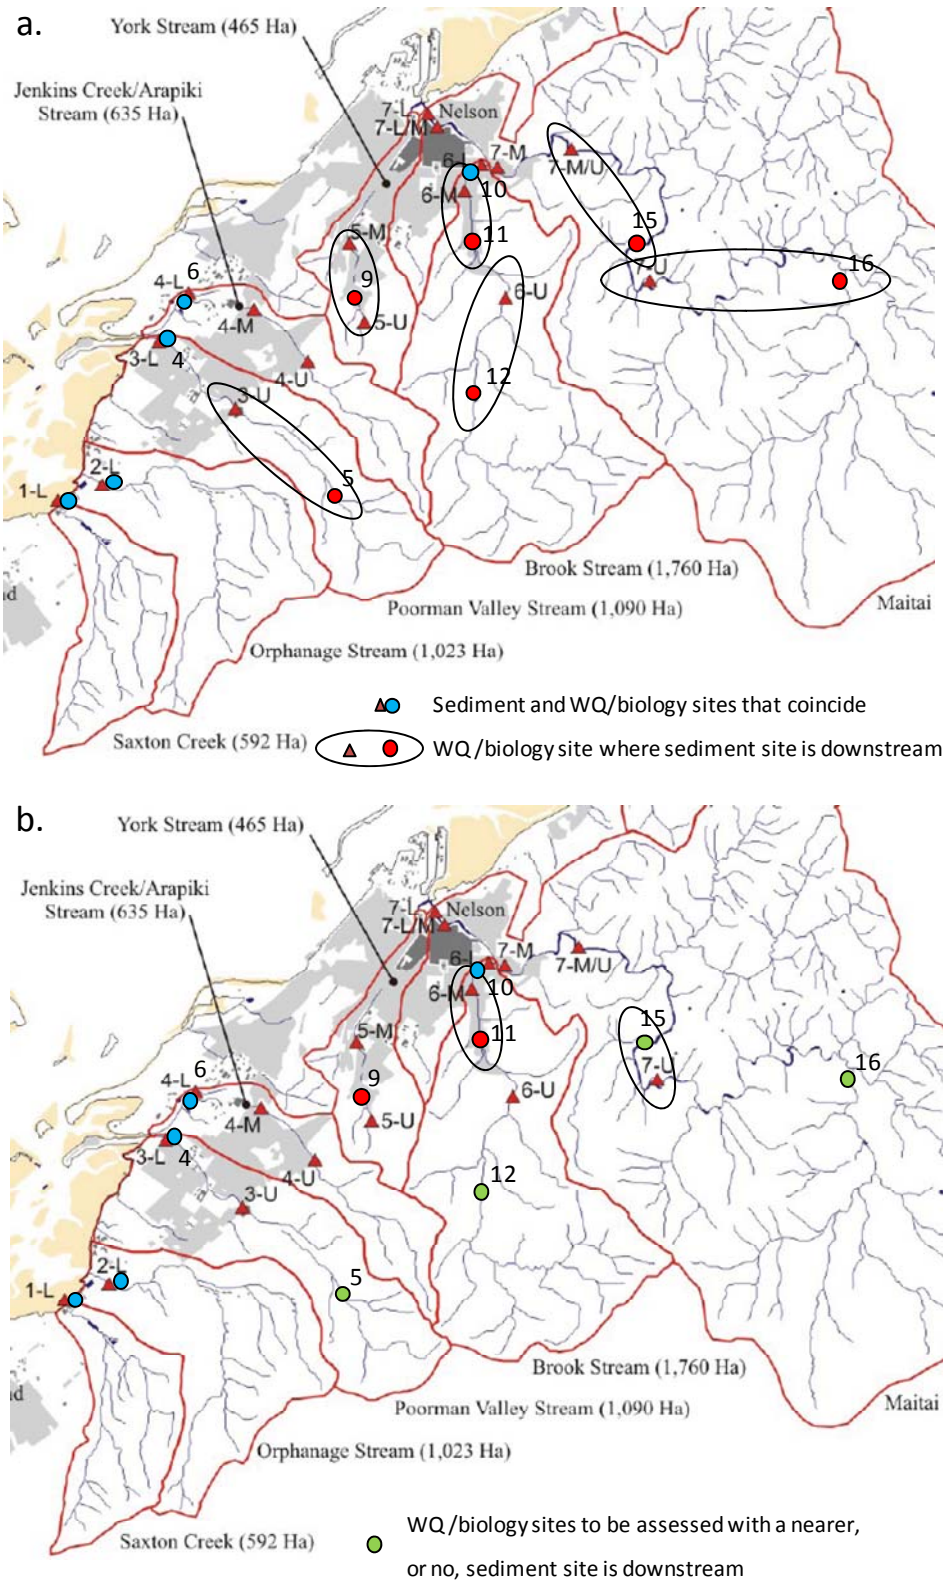 a.
York Stream (465 Ha)
Jenkins Creek/Arapiki
Stream (635 Ha)
7-L
Nelson
7-L/M
7-M
6-L
10
6-M
7-M/U
11
15
5-M
16
7-U
9
6-U
5-U
4-L
6
4-M
3-L
4
4-U
12
3-U
5
2-L
1-L
Brook Stream (1,760 Ha)
Poorman Valley Stream (1,090 Ha)
Maitai
Orphanage Stream (1,023 Ha)
Saxton Creek (592 Ha)
Sediment and WQ/biology sites that coincide
WQ/biology site where sediment site is downstream
b.
York Stream (465 Ha)
Jenkins Creek/Arapiki
Stream (635 Ha)
7-L
Nelson
7-L/M
7-M
6-L
10
6-M
7-M/U
11
15
5-M
16
7-U
9
6-U
5-U
4-L
6
4-M
3-L
4
4-U
12
3-U
5
2-L
1-L
Brook Stream (1,760 Ha)
Poorman Valley Stream (1,090 Ha)
Maitai
Orphanage Stream (1,023 Ha)
Saxton Creek (592 Ha)
WQ/biology sites to be assessed with a nearer,
or no, sediment site is downstream